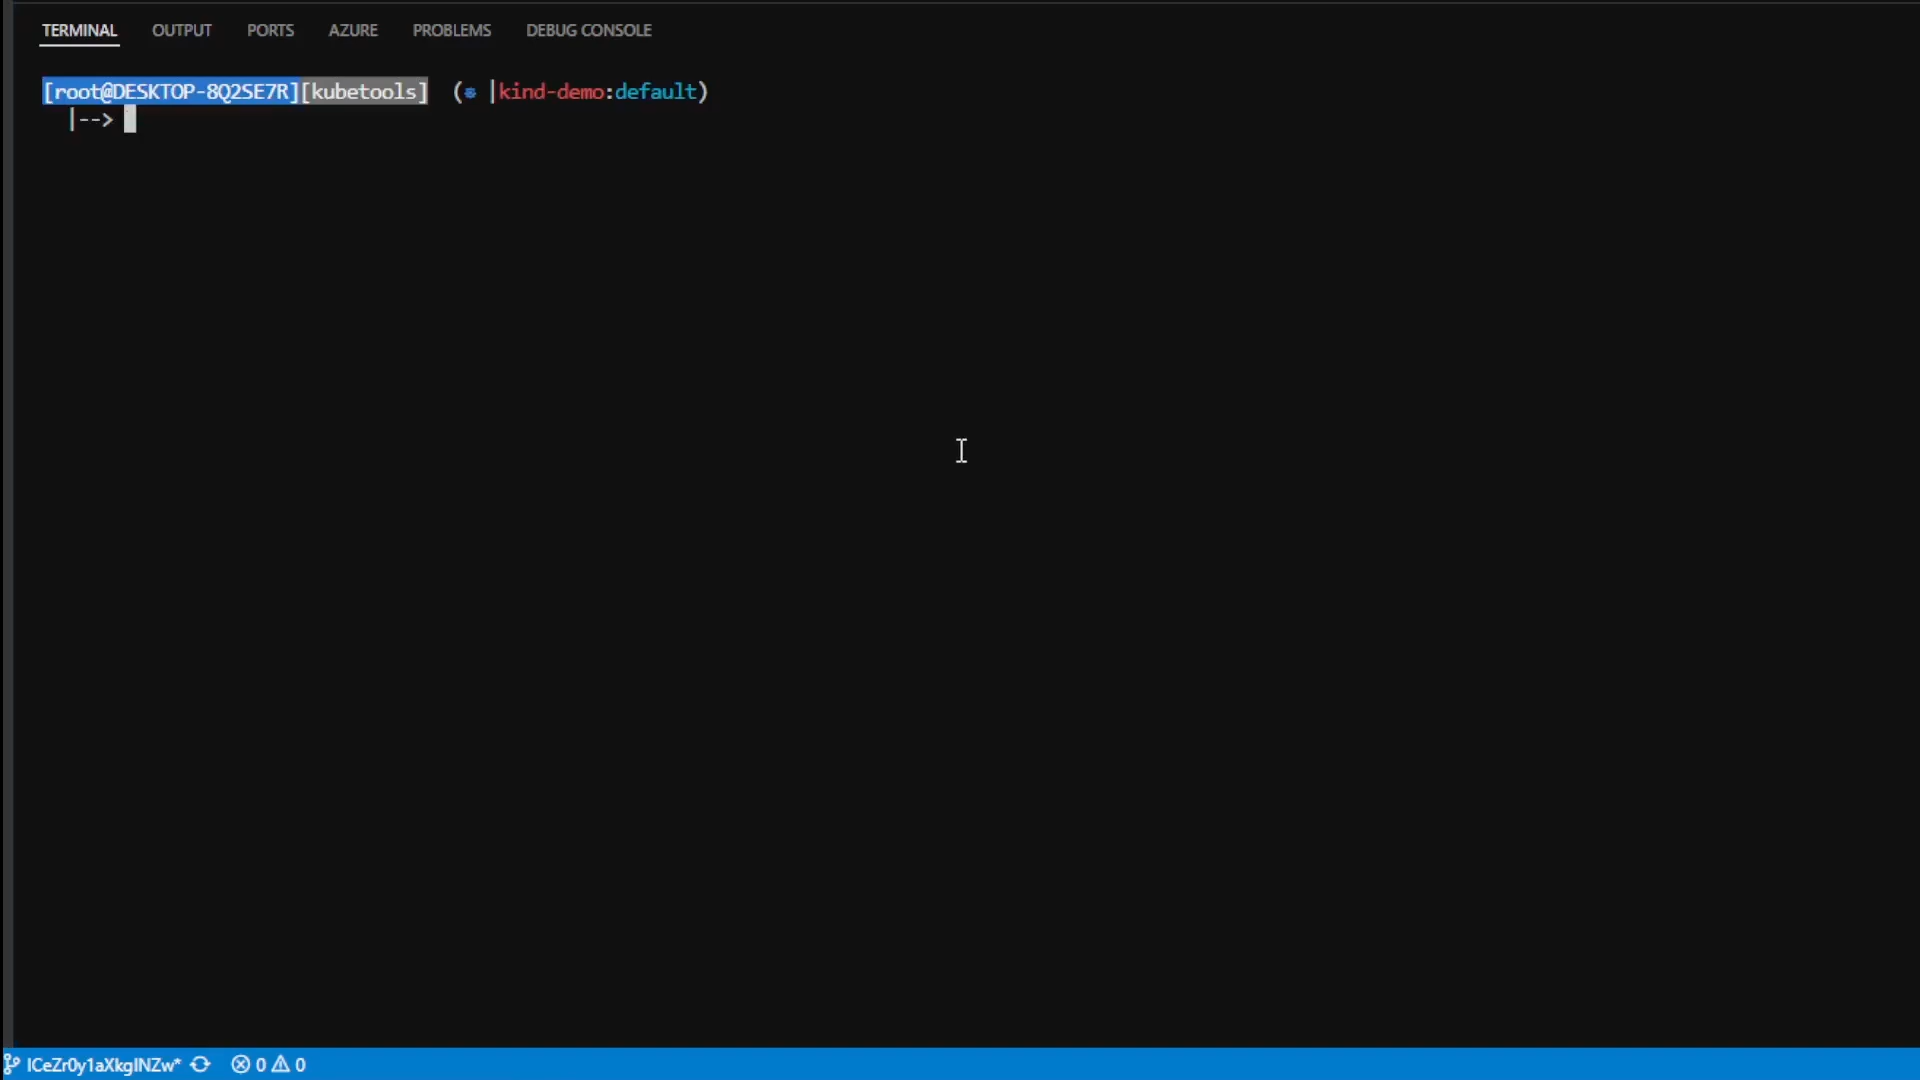 TERMINAL OUTPUT PORTS AZURE PROBLEMS DEBUG CONSOLE
[root@DESKTOP-8Q2SE7R][kubetools] (⎈ |kind-demo:default)
|-->
ICeZr0y1aXkgINZw* 0 0